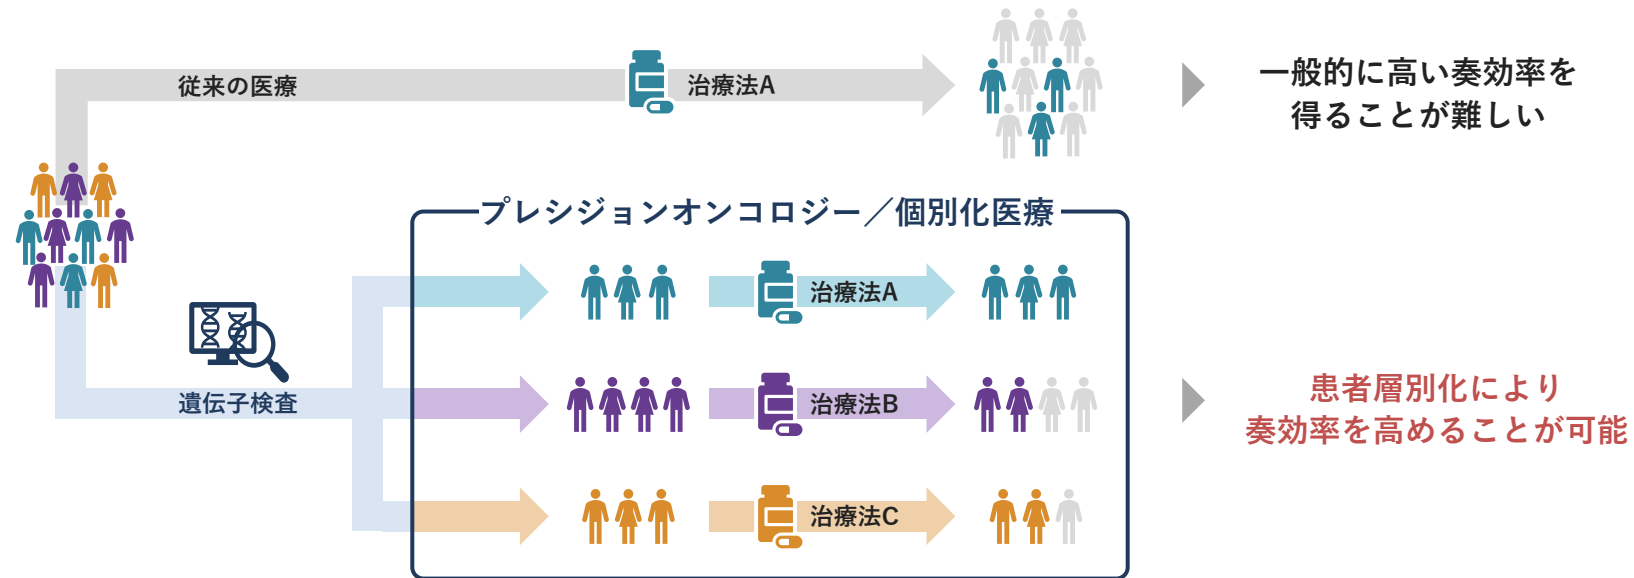 従来の医療
治療法A
一般的に高い奏効率を
得ることが難しい
プレシジョンオンコロジー／個別化医療
治療法A
遺伝子検査
治療法B
患者層別化により
奏効率を高めることが可能
治療法C